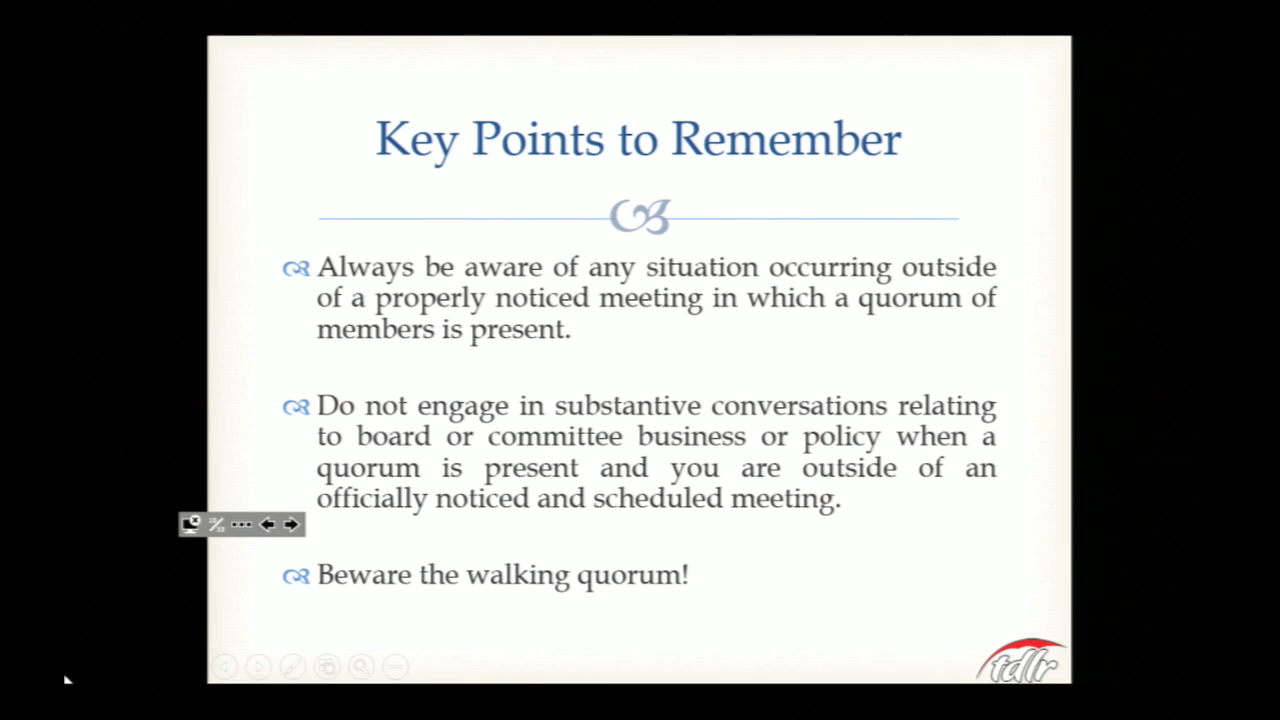 Key Points to Remember
Always be aware of any situation occurring outside
of a properly noticed meeting in which a quorum of
members is present.
Do not engage in substantive conversations relating
to board or committee business or policy when a
quorum is present and you are outside of an
officially noticed and scheduled meeting.
Beware the walking quorum!
tdlr